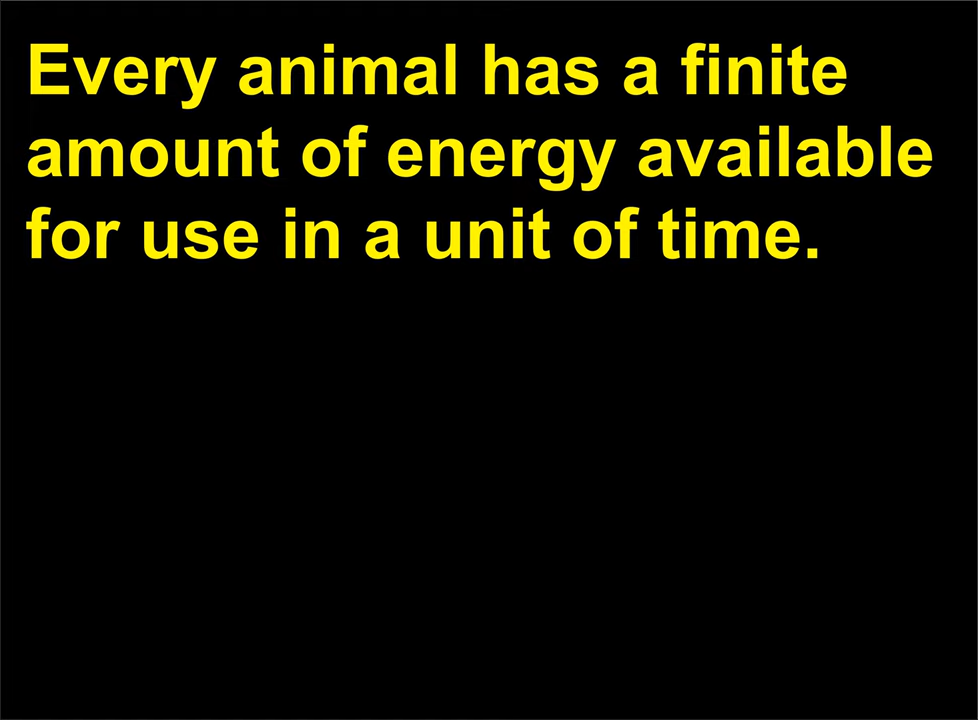 Every animal has a finite
amount of energy available
for use in a unit of time.